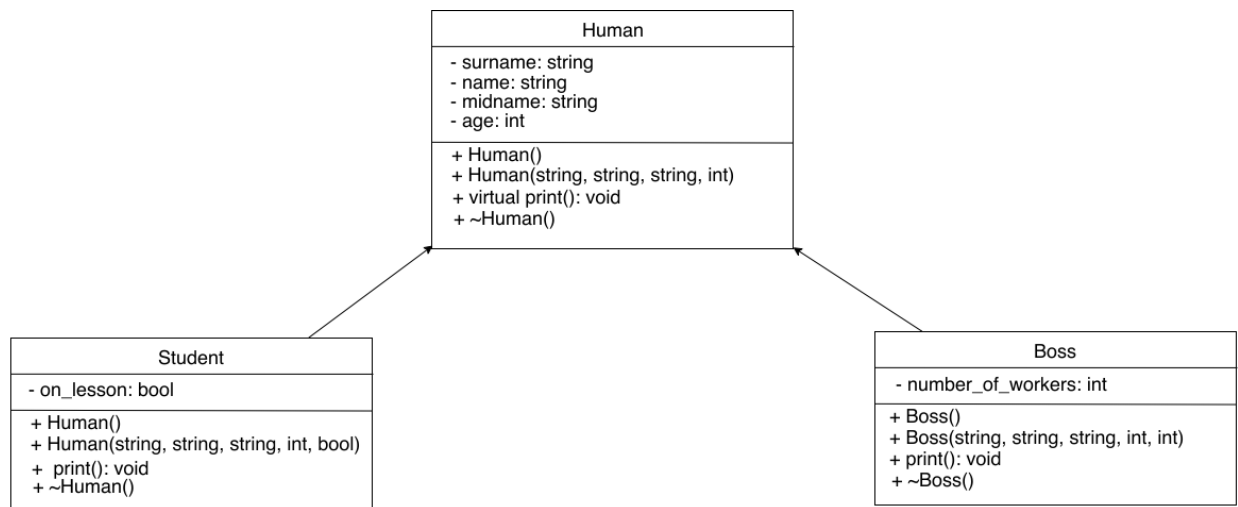 Human
- surname: string
- name: string
- midname: string
- age: int
+ Human()
+ Human(string, string, string, int)
+ virtual print(): void
+ ~Human()
Student
- on_lesson: bool
+ Human()
+ Human(string, string, string, int, bool)
+ print(): void
+ ~Human()
Boss
- number_of_workers: int
+ Boss()
+ Boss(string, string, string, int, int)
+ print(): void
+ ~Boss()